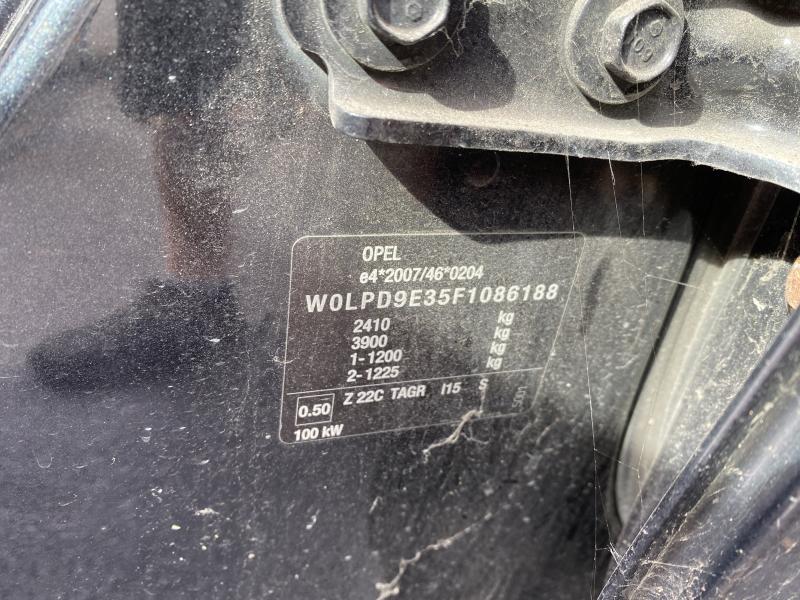 OPEL
e4*2007/46*0204
W0LPD9E35F1086188
2410 kg
3900 kg
1-1200 kg
2-1225 kg
0.50 Z 22C TAGR I15 S
100 kW